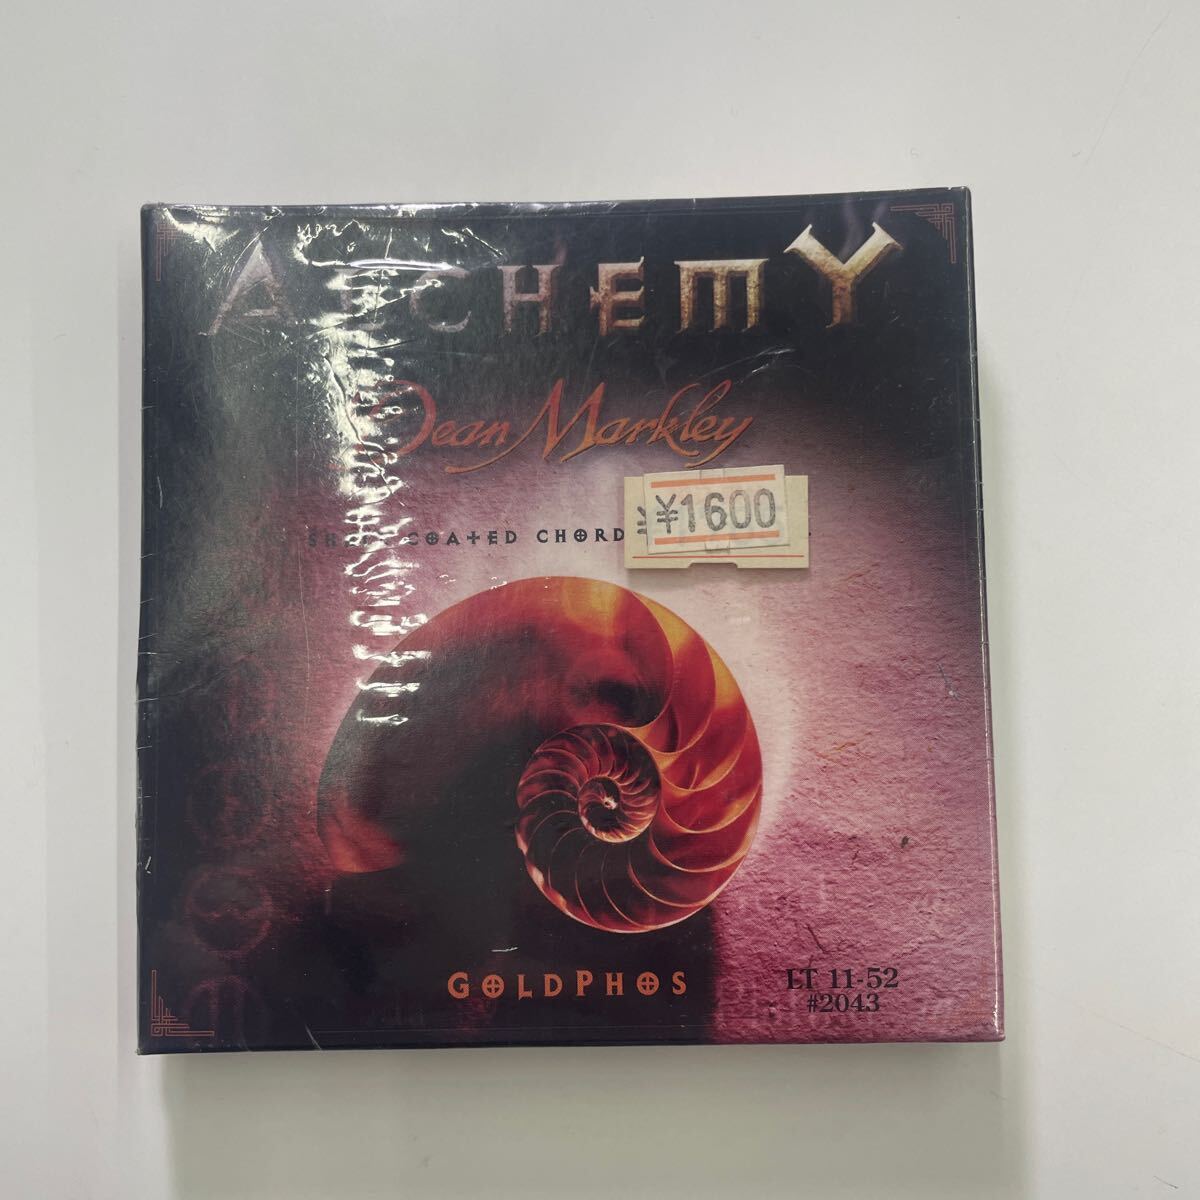 ALCHEMY
Dean Markley
¥1600
COATED CHORD
GOLDPHOS
LT 11-52
#2043